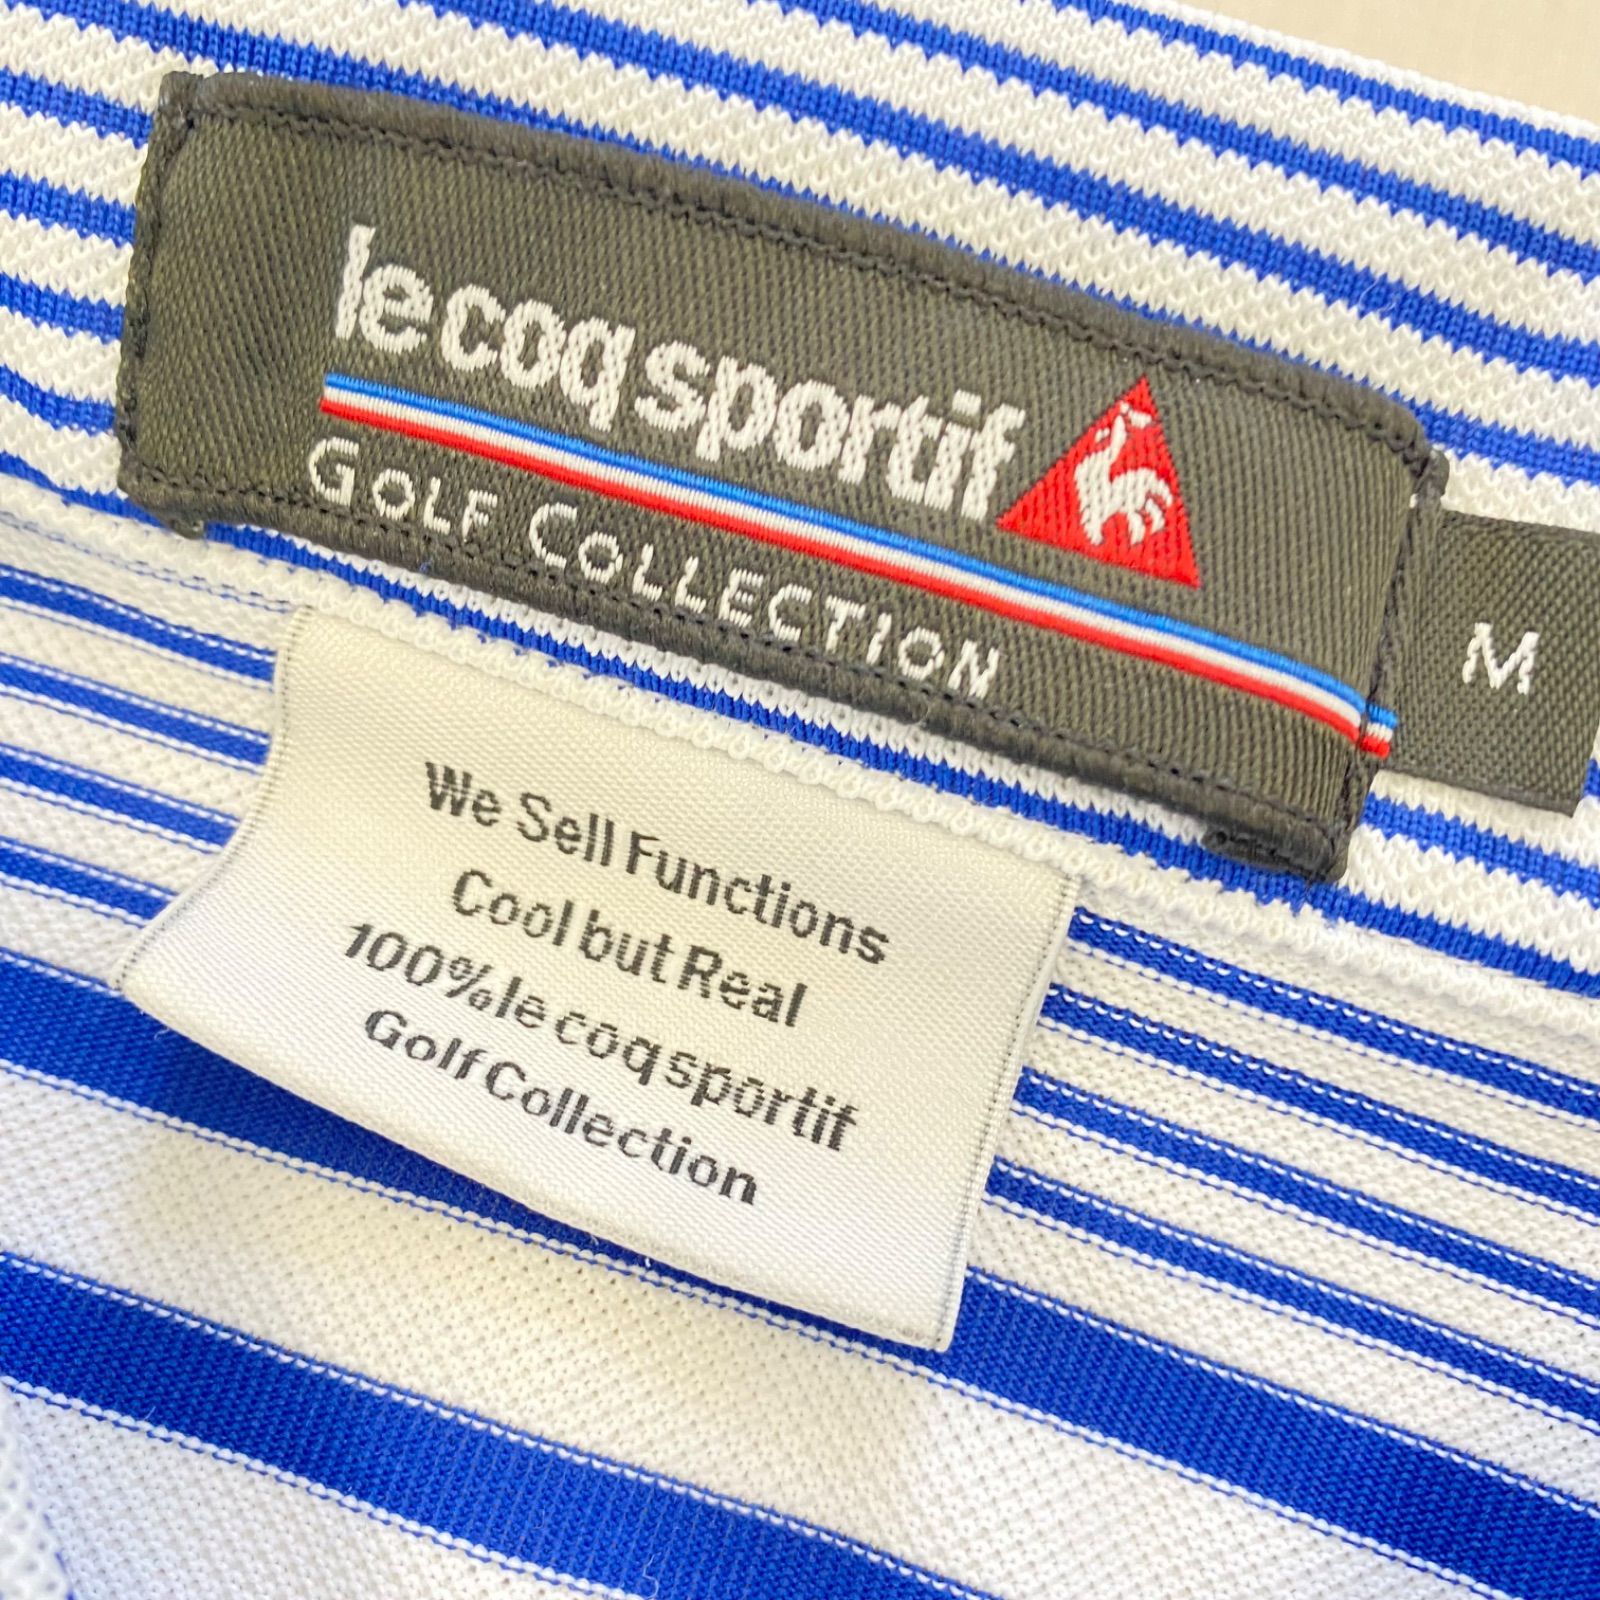 le coq sportif
GOLF COLLECTION
M
We Sell Functions
Cool but Real
100% le coq sportif
Golf Collection